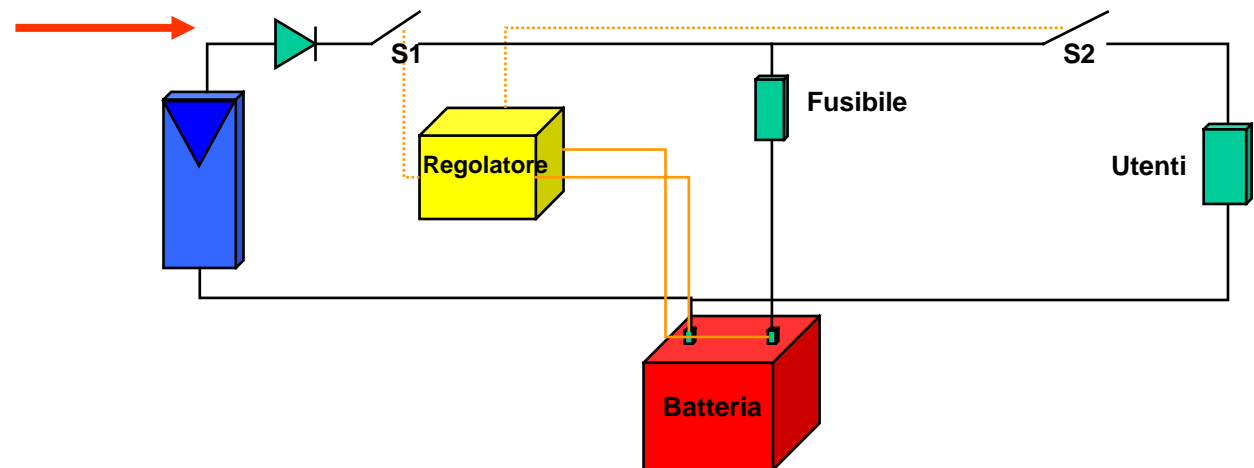 S1
S2
Fusibile
Regolatore
Utenti
Batteria